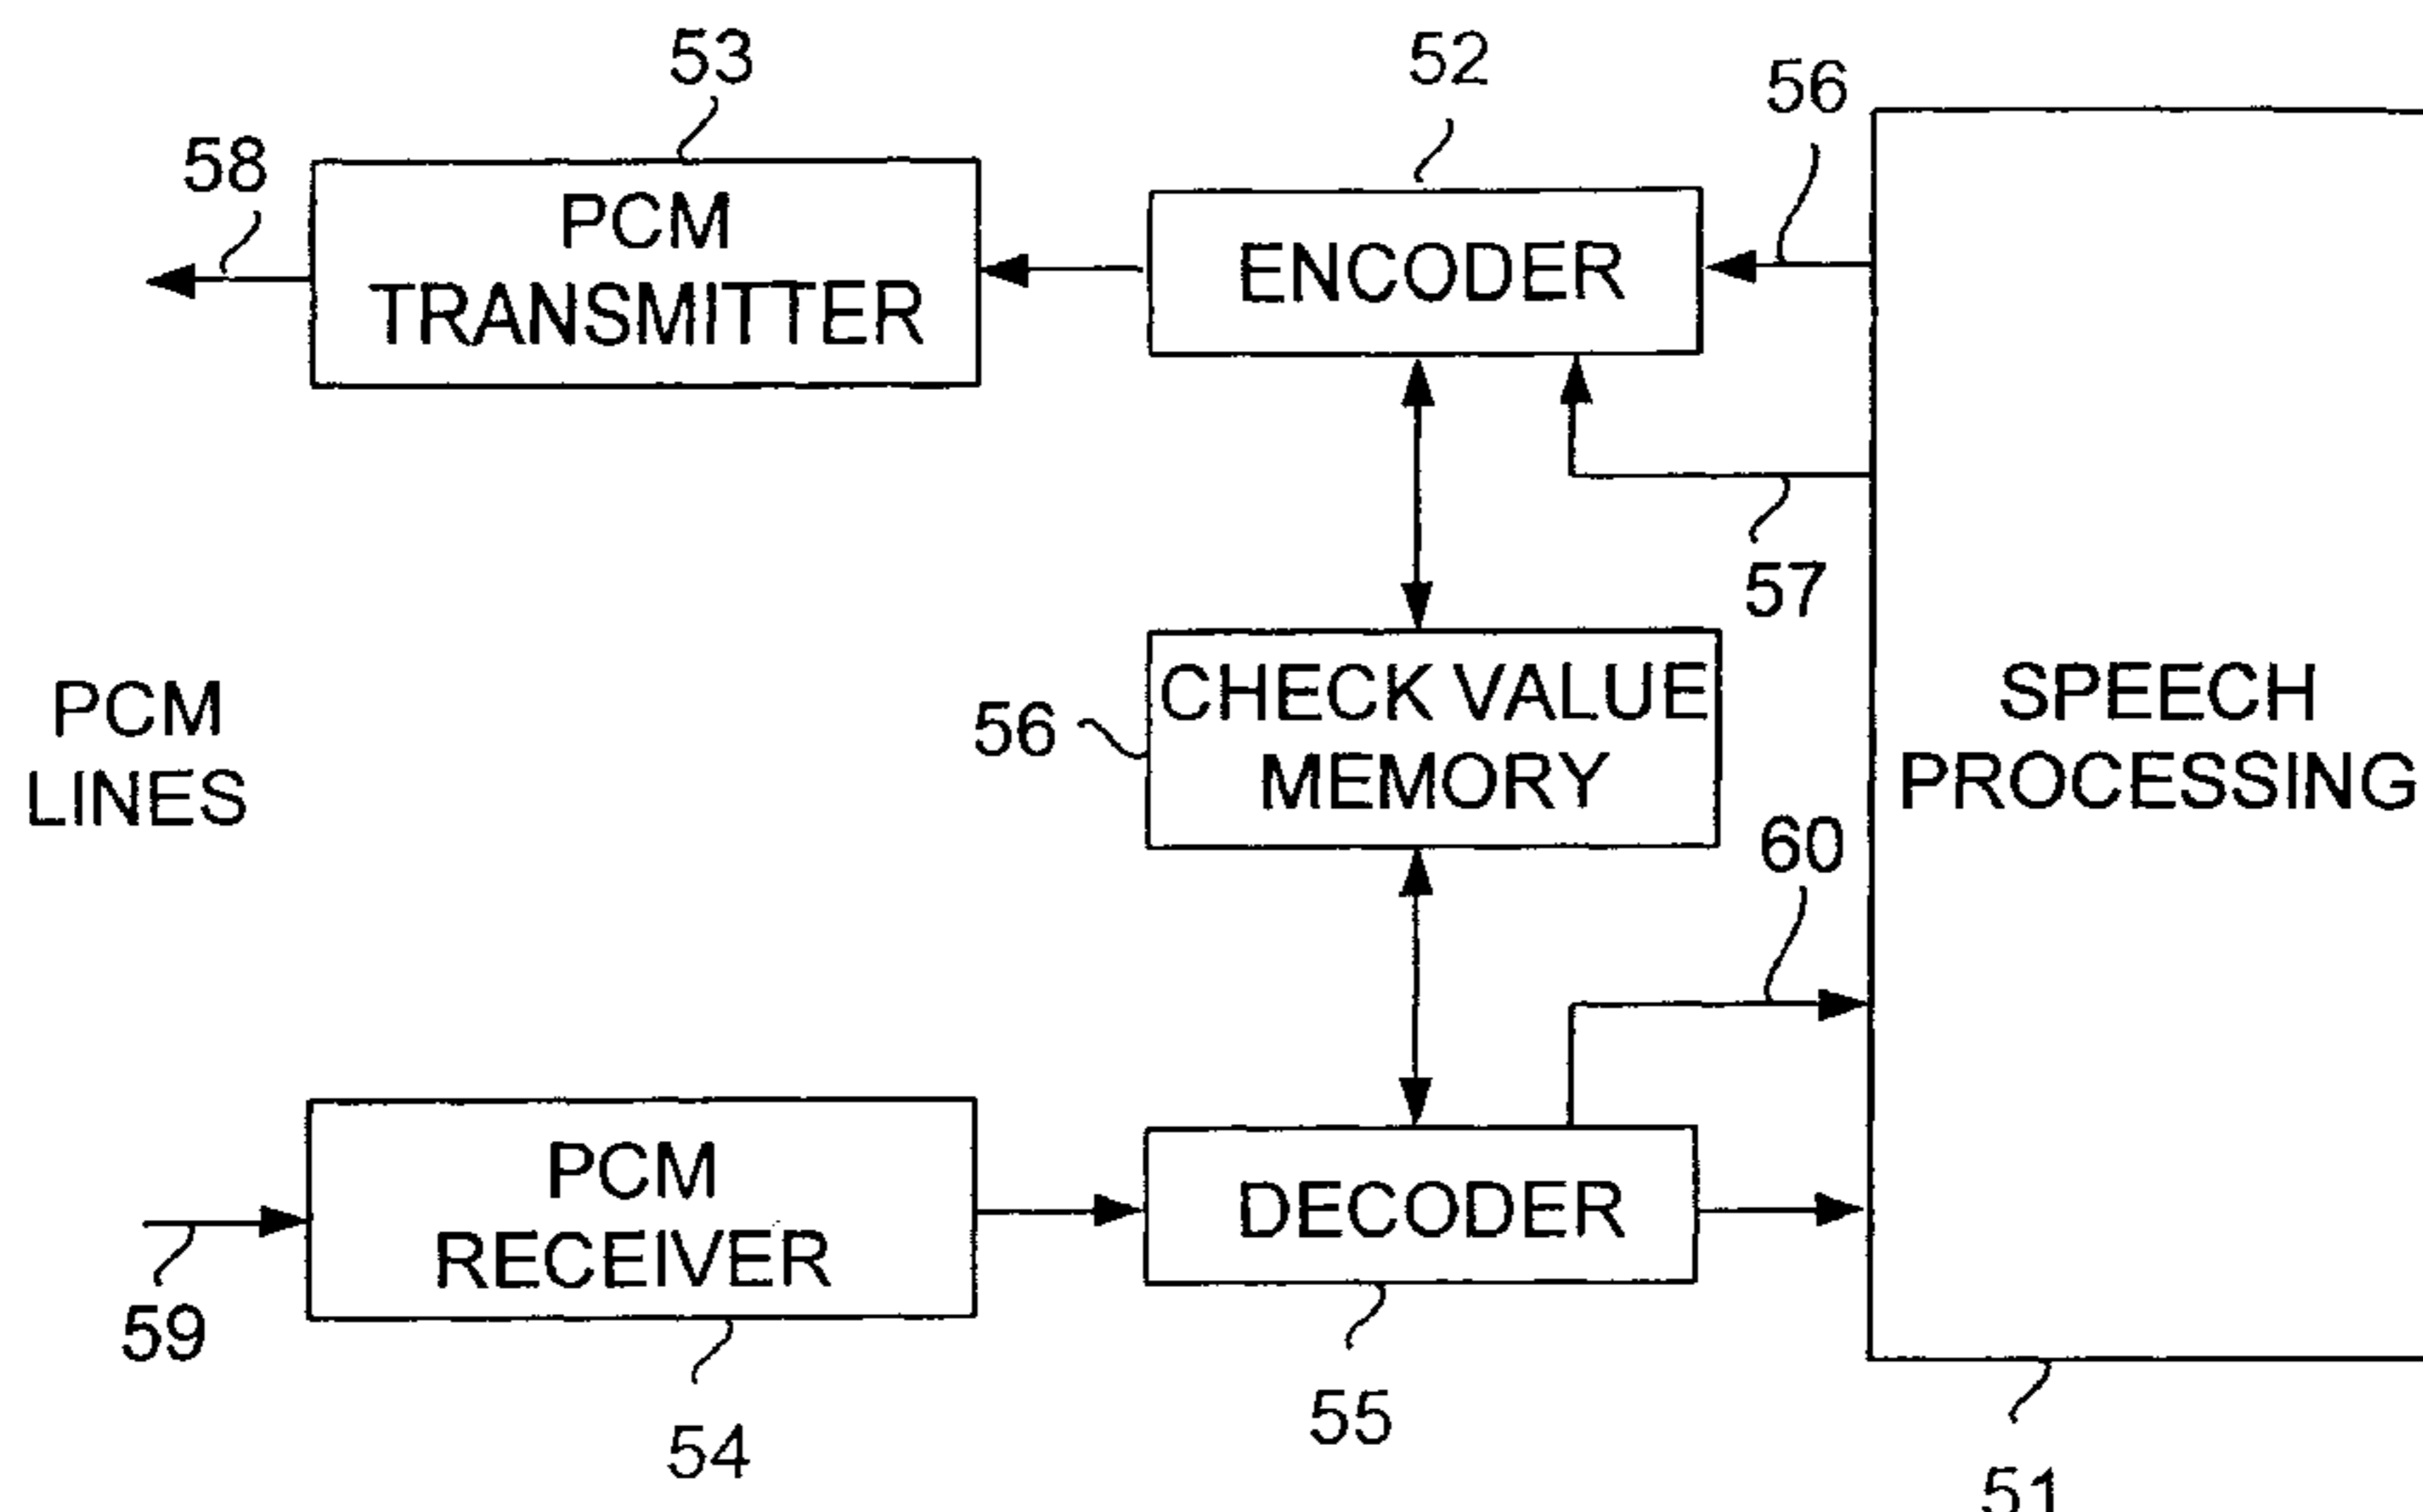 53
52
56
58
PCM
TRANSMITTER
ENCODER
57
PCM
LINES
56
CHECK VALUE
MEMORY
SPEECH
PROCESSING
60
PCM
RECEIVER
DECODER
59
54
55
51